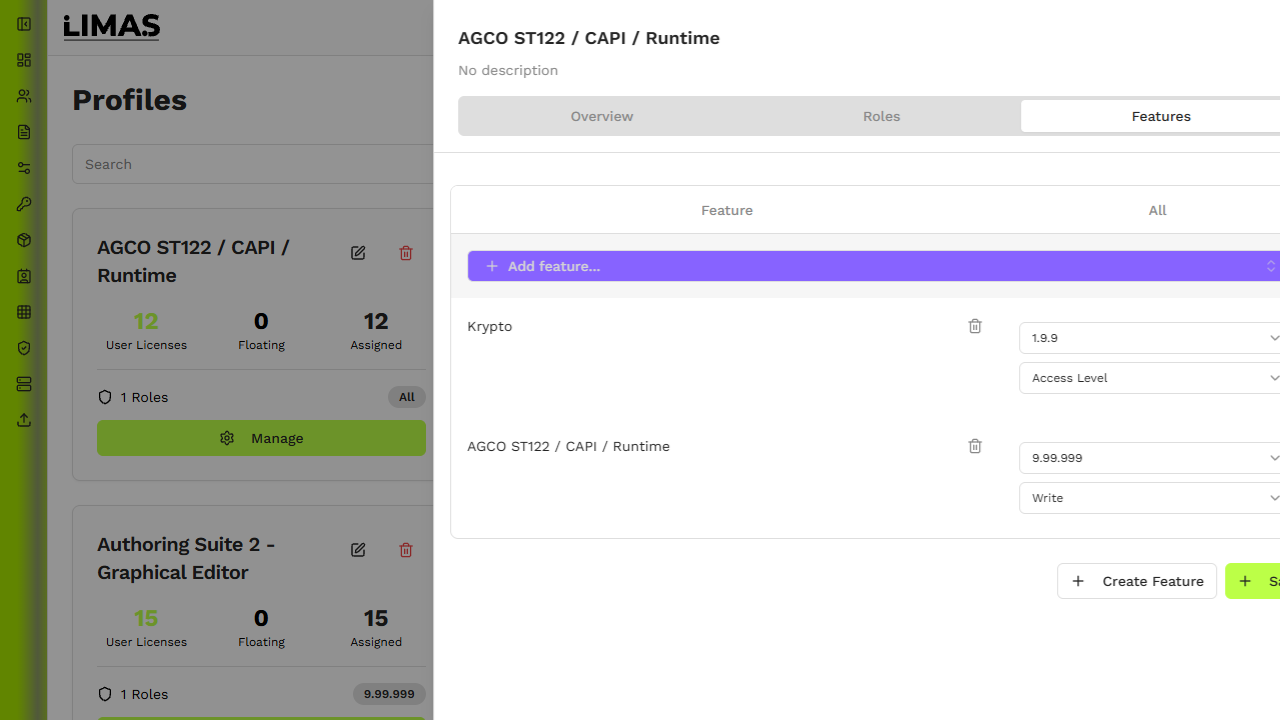 iLIMAS
Profiles
Search
AGCO ST122 / CAPI /
Runtime
12
User Licenses
0
Floating
12
Assigned
1 Roles
All
Manage
Authoring Suite 2 -
Graphical Editor
15
User Licenses
0
Floating
15
Assigned
1 Roles
9.99.999
AGCO ST122 / CAPI / Runtime
No description
Overview
Roles
Features
Feature
All
Add feature...
Krypto
1.9.9
Access Level
AGCO ST122 / CAPI / Runtime
9.99.999
Write
Create Feature